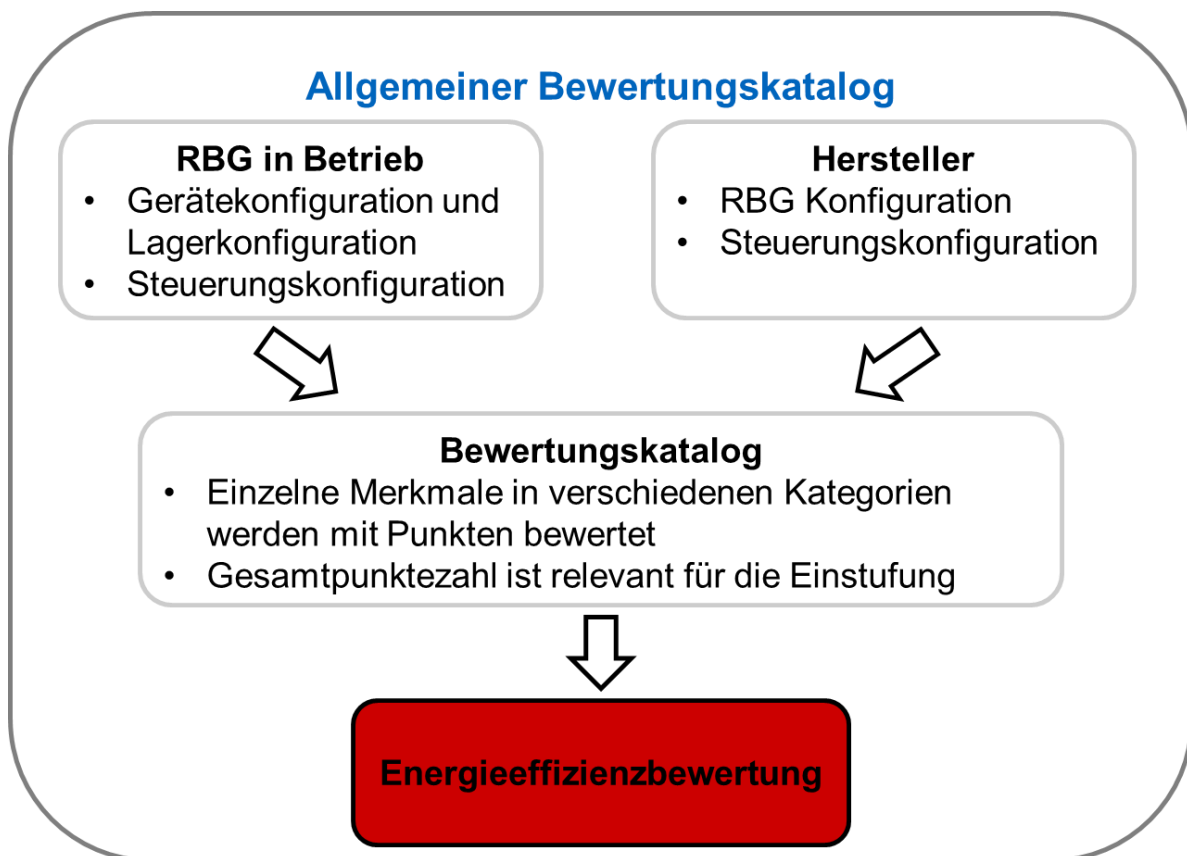 Allgemeiner Bewertungskatalog
RBG in Betrieb
• Gerätekonfiguration und
Lagerkonfiguration
• Steuerungskonfiguration
Hersteller
• RBG Konfiguration
• Steuerungskonfiguration
Bewertungskatalog
• Einzelne Merkmale in verschiedenen Kategorien
werden mit Punkten bewertet
• Gesamtpunktezahl ist relevant für die Einstufung
Energieeffizienzbewertung